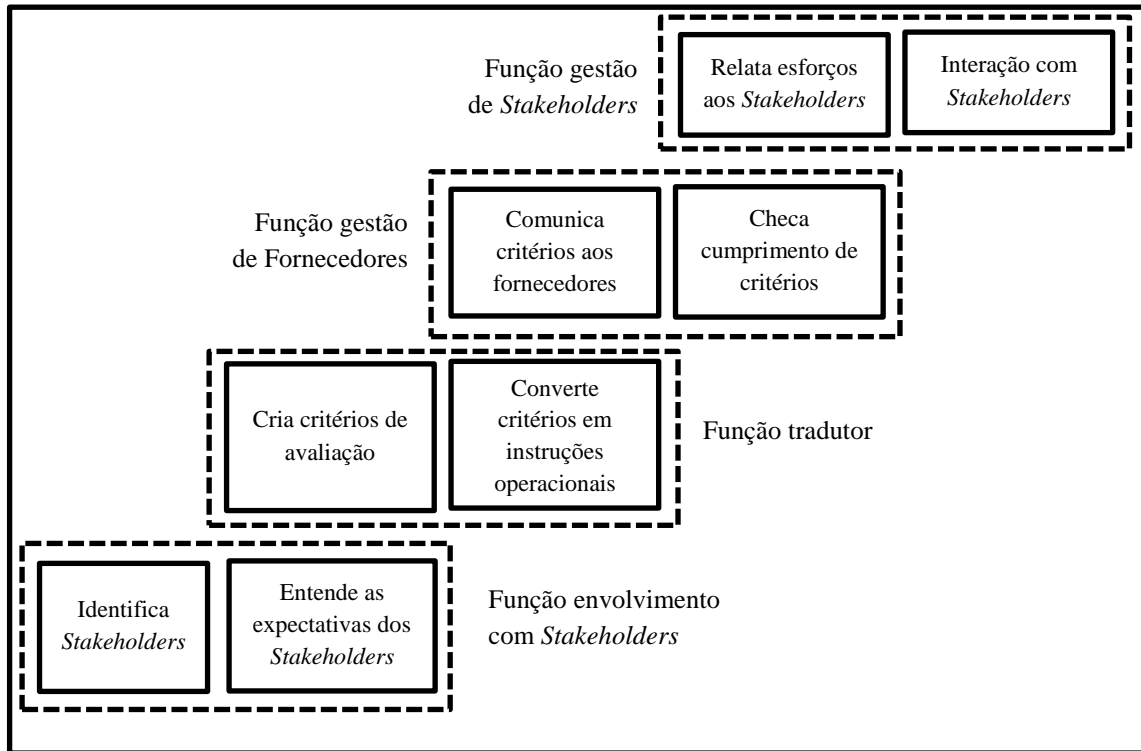 Função gestão
de Stakeholders
Relata esforços
aos Stakeholders
Interação com
Stakeholders
Função gestão
de Fornecedores
Comunica
critérios aos
fornecedores
Checa
cumprimento de
critérios
Cria critérios de
avaliação
Converte
critérios em
instruções
operacionais
Função tradutor
Identifica
Stakeholders
Entende as
expectativas dos
Stakeholders
Função envolvimento
com Stakeholders